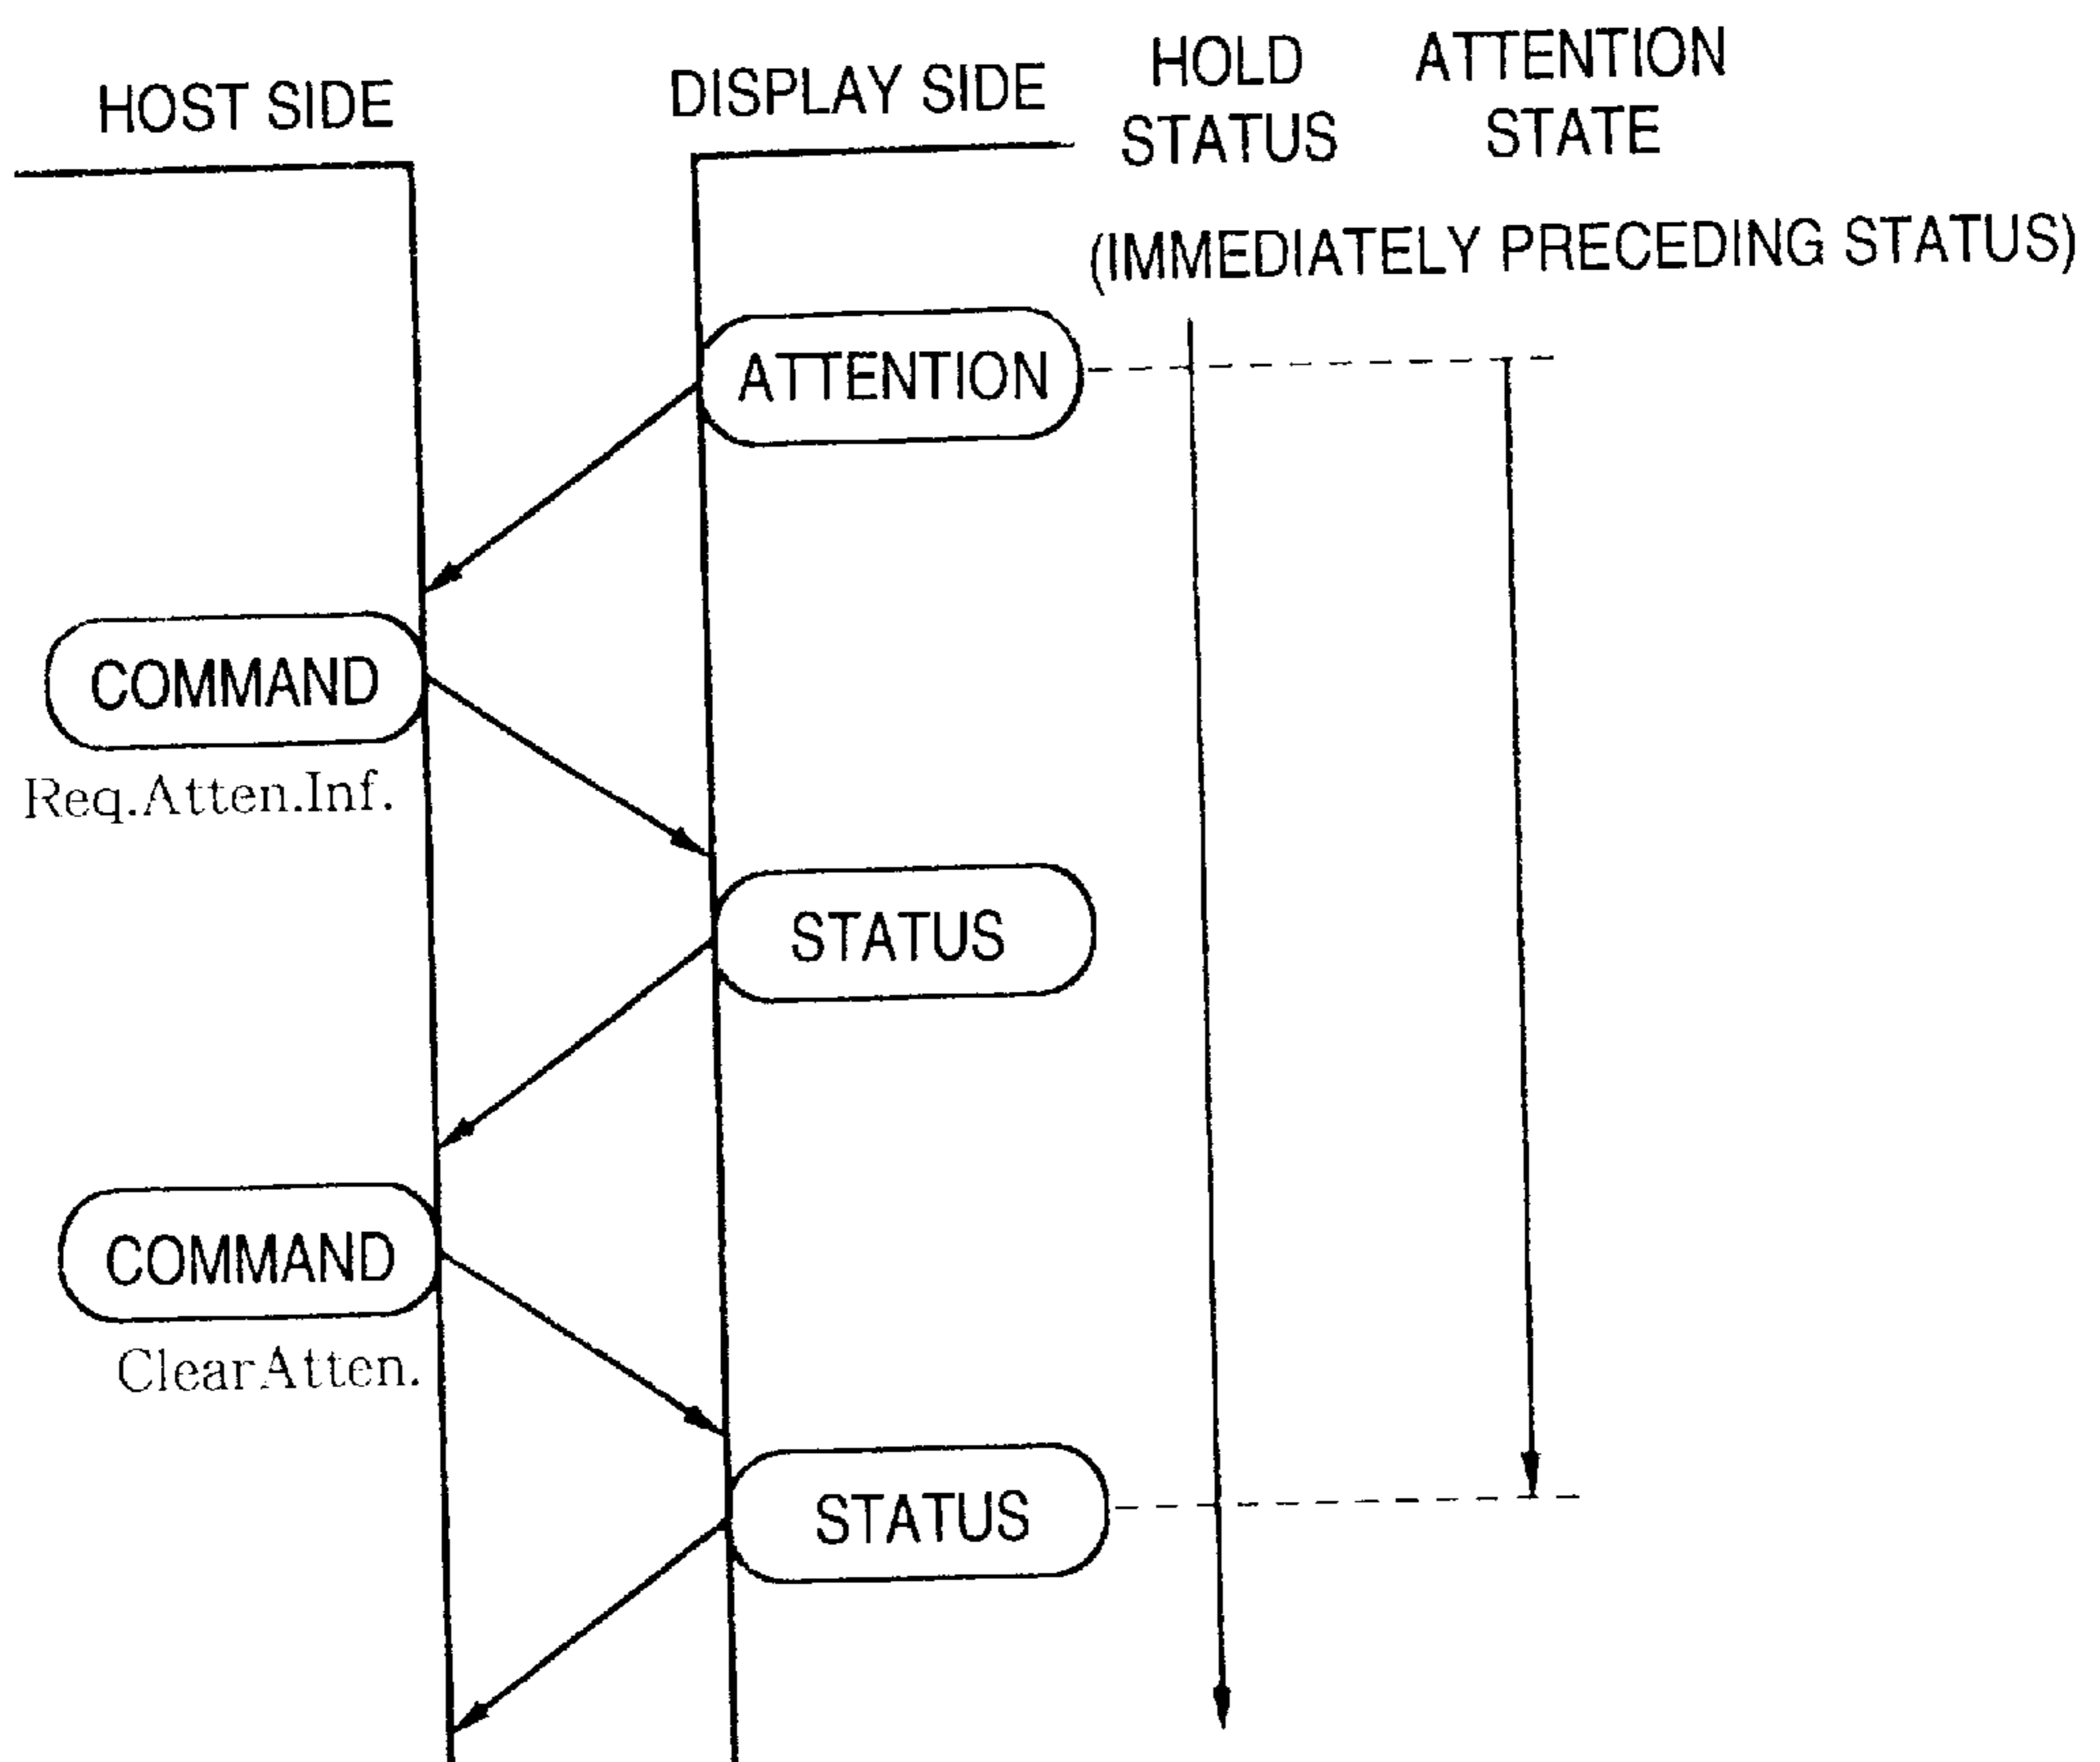 HOST SIDE
DISPLAY SIDE
HOLD
STATUS
ATTENTION
STATE
(IMMEDIATELY PRECEDING STATUS)
ATTENTION
COMMAND
Req.Atten.Inf.
STATUS
COMMAND
ClearAtten.
STATUS